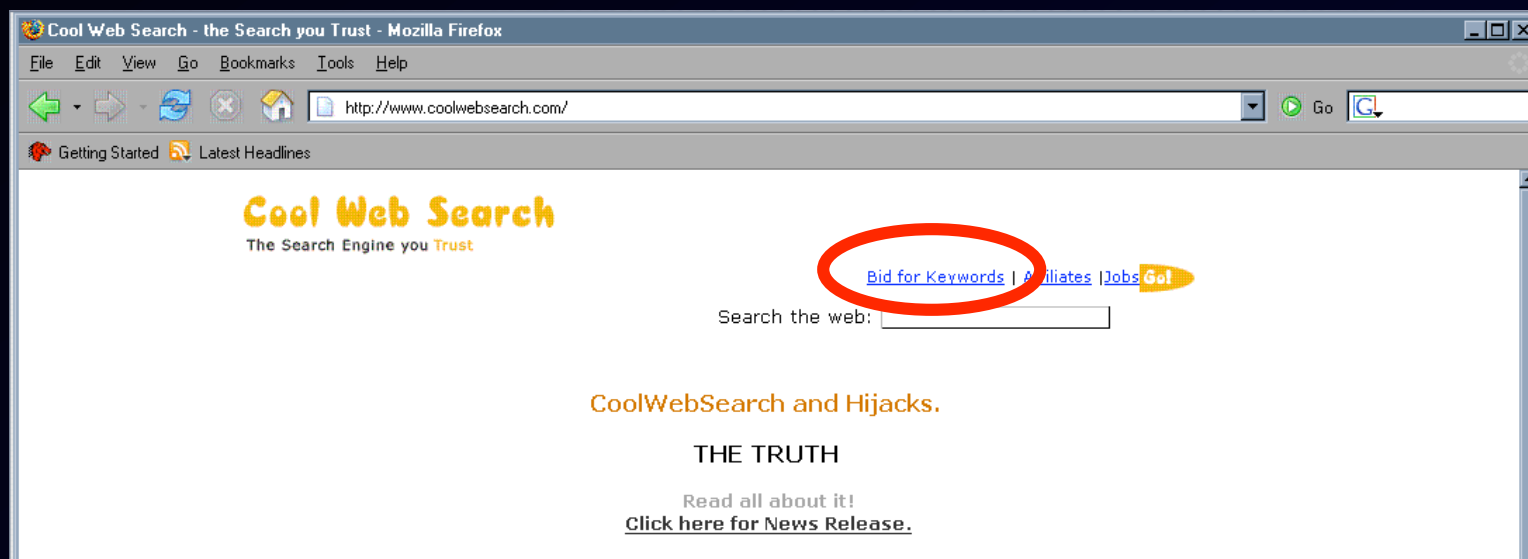 Cool Web Search - the Search you Trust - Mozilla Firefox
File Edit View Go Bookmarks Tools Help
http://www.coolwebsearch.com/ Go G
Getting Started Latest Headlines
Cool Web Search
The Search Engine you Trust
Bid for Keywords | Affiliates |Jobs Go!
Search the web:
CoolWebSearch and Hijacks.
THE TRUTH
Read all about it!
Click here for News Release.